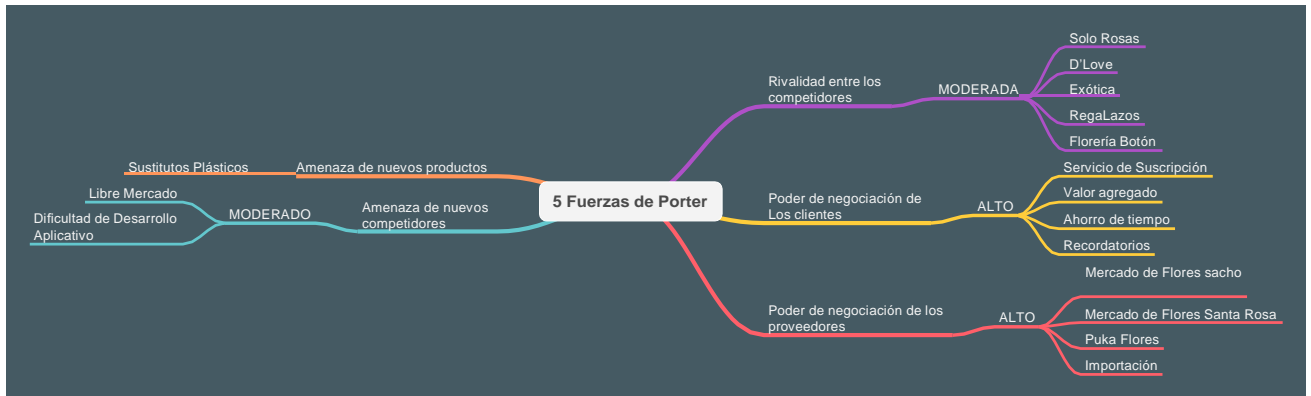 5 Fuerzas de Porter
Rivalidad entre los
competidores
MODERADA
Solo Rosas
D'Love
Exótica
RegaLazos
Florería Botón
Poder de negociación de
Los clientes
ALTO
Servicio de Suscripción
Valor agregado
Ahorro de tiempo
Recordatorios
Poder de negociación de los
proveedores
ALTO
Mercado de Flores sacho
Mercado de Flores Santa Rosa
Puka Flores
Importación
Amenaza de nuevos productos
Sustitutos Plásticos
Amenaza de nuevos
competidores
MODERADO
Libre Mercado
Dificultad de Desarrollo
Aplicativo